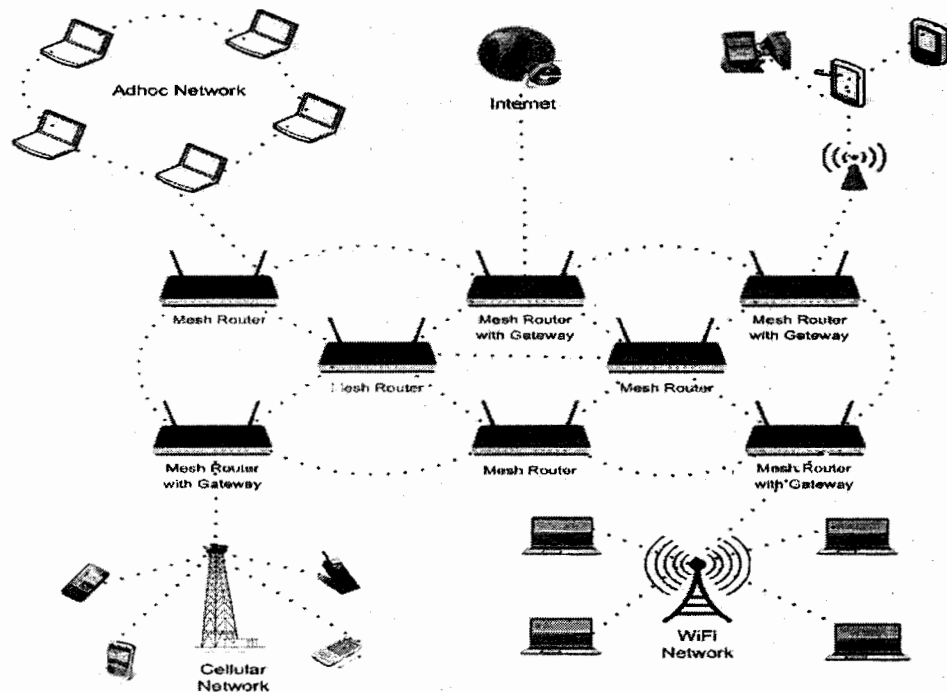 Adhoc Network
Internet
Mesh Router
Mesh Router
with Gateway
Mesh Router
with Gateway
Mesh Router
Mesh Router
Mesh Router
with Gateway
Mesh Router
Mesh Router
with Gateway
Cellular
Network
WiFi
Network